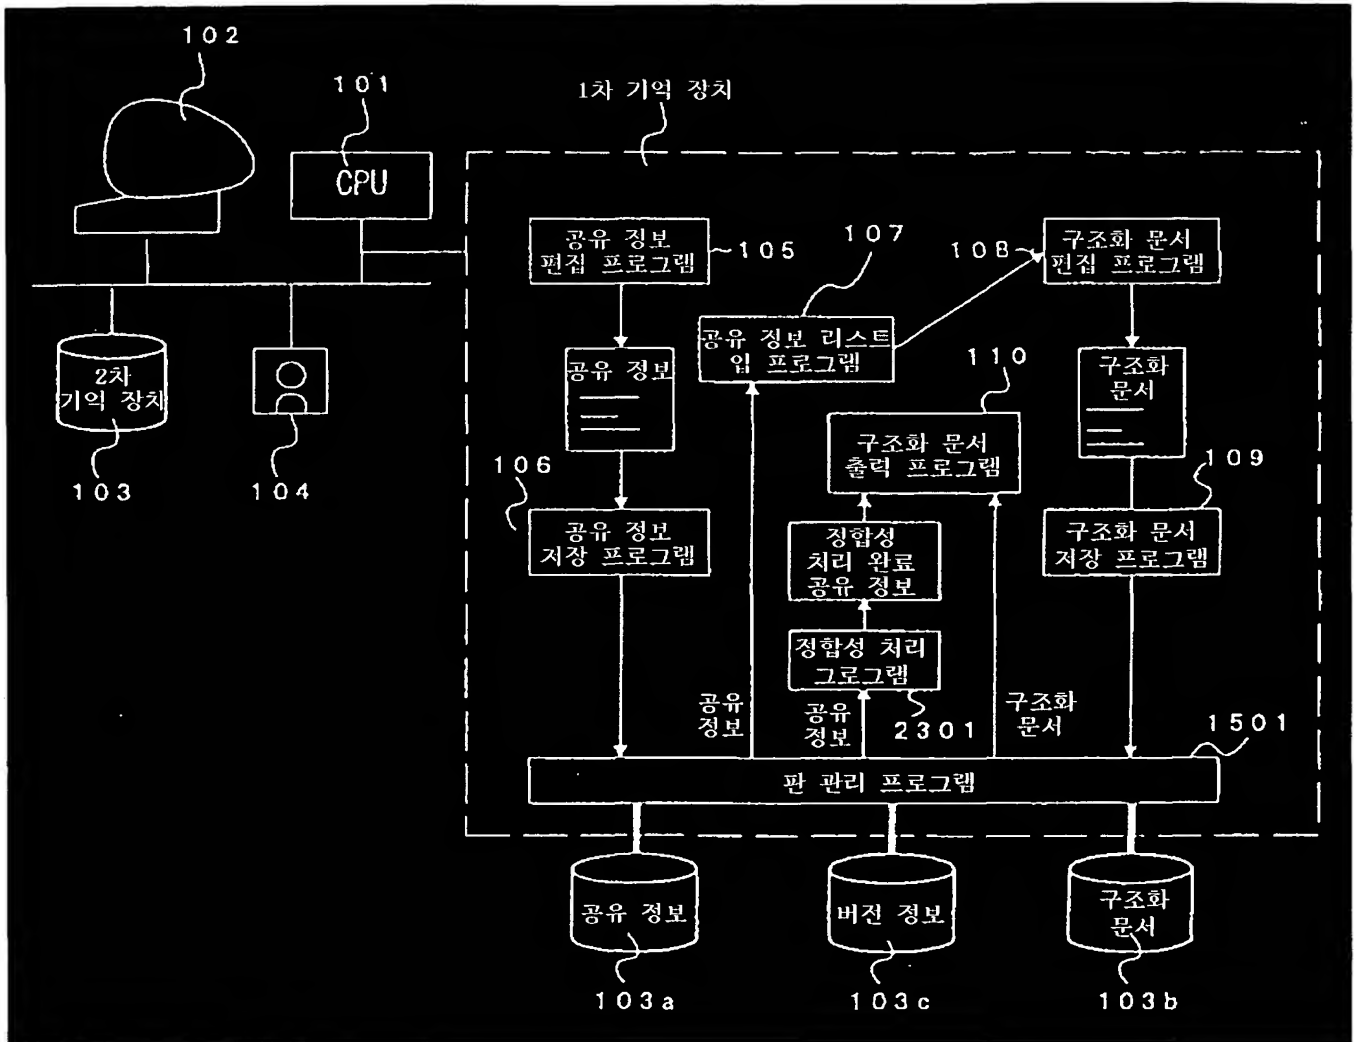 102
101
CPU
1차 기억 장치
공유 정보
편집 프로그램
105
107
108
구조화 문서
편집 프로그램
2차
기억 장치
103
104
공유 정보
공유 정보 리스트
입 프로그램
110
구조화
문서
106
구조화 문서
출력 프로그램
109
공유 정보
저장 프로그램
정합성
처리 완료
공유 정보
구조화 문서
저장 프로그램
정합성 처리
그로그램
공유
정보
공유
정보
2301
구조화
문서
1501
판 관리 프로그램
공유 정보
버전 정보
구조화
문서
103a
103c
103b